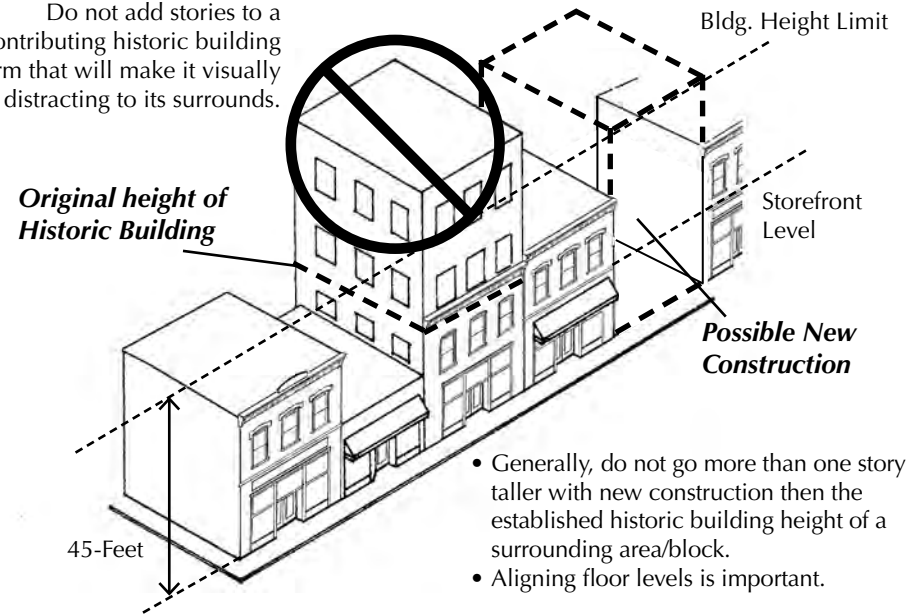 Do not add stories to a
ontributing historic building
rm that will make it visually
distracting to its surrounds.
Bldg. Height Limit
Original height of
Historic Building
Storefront
Level
Possible New
Construction
45-Feet
• Generally, do not go more than one story
taller with new construction then the
established historic building height of a
surrounding area/block.
• Aligning floor levels is important.